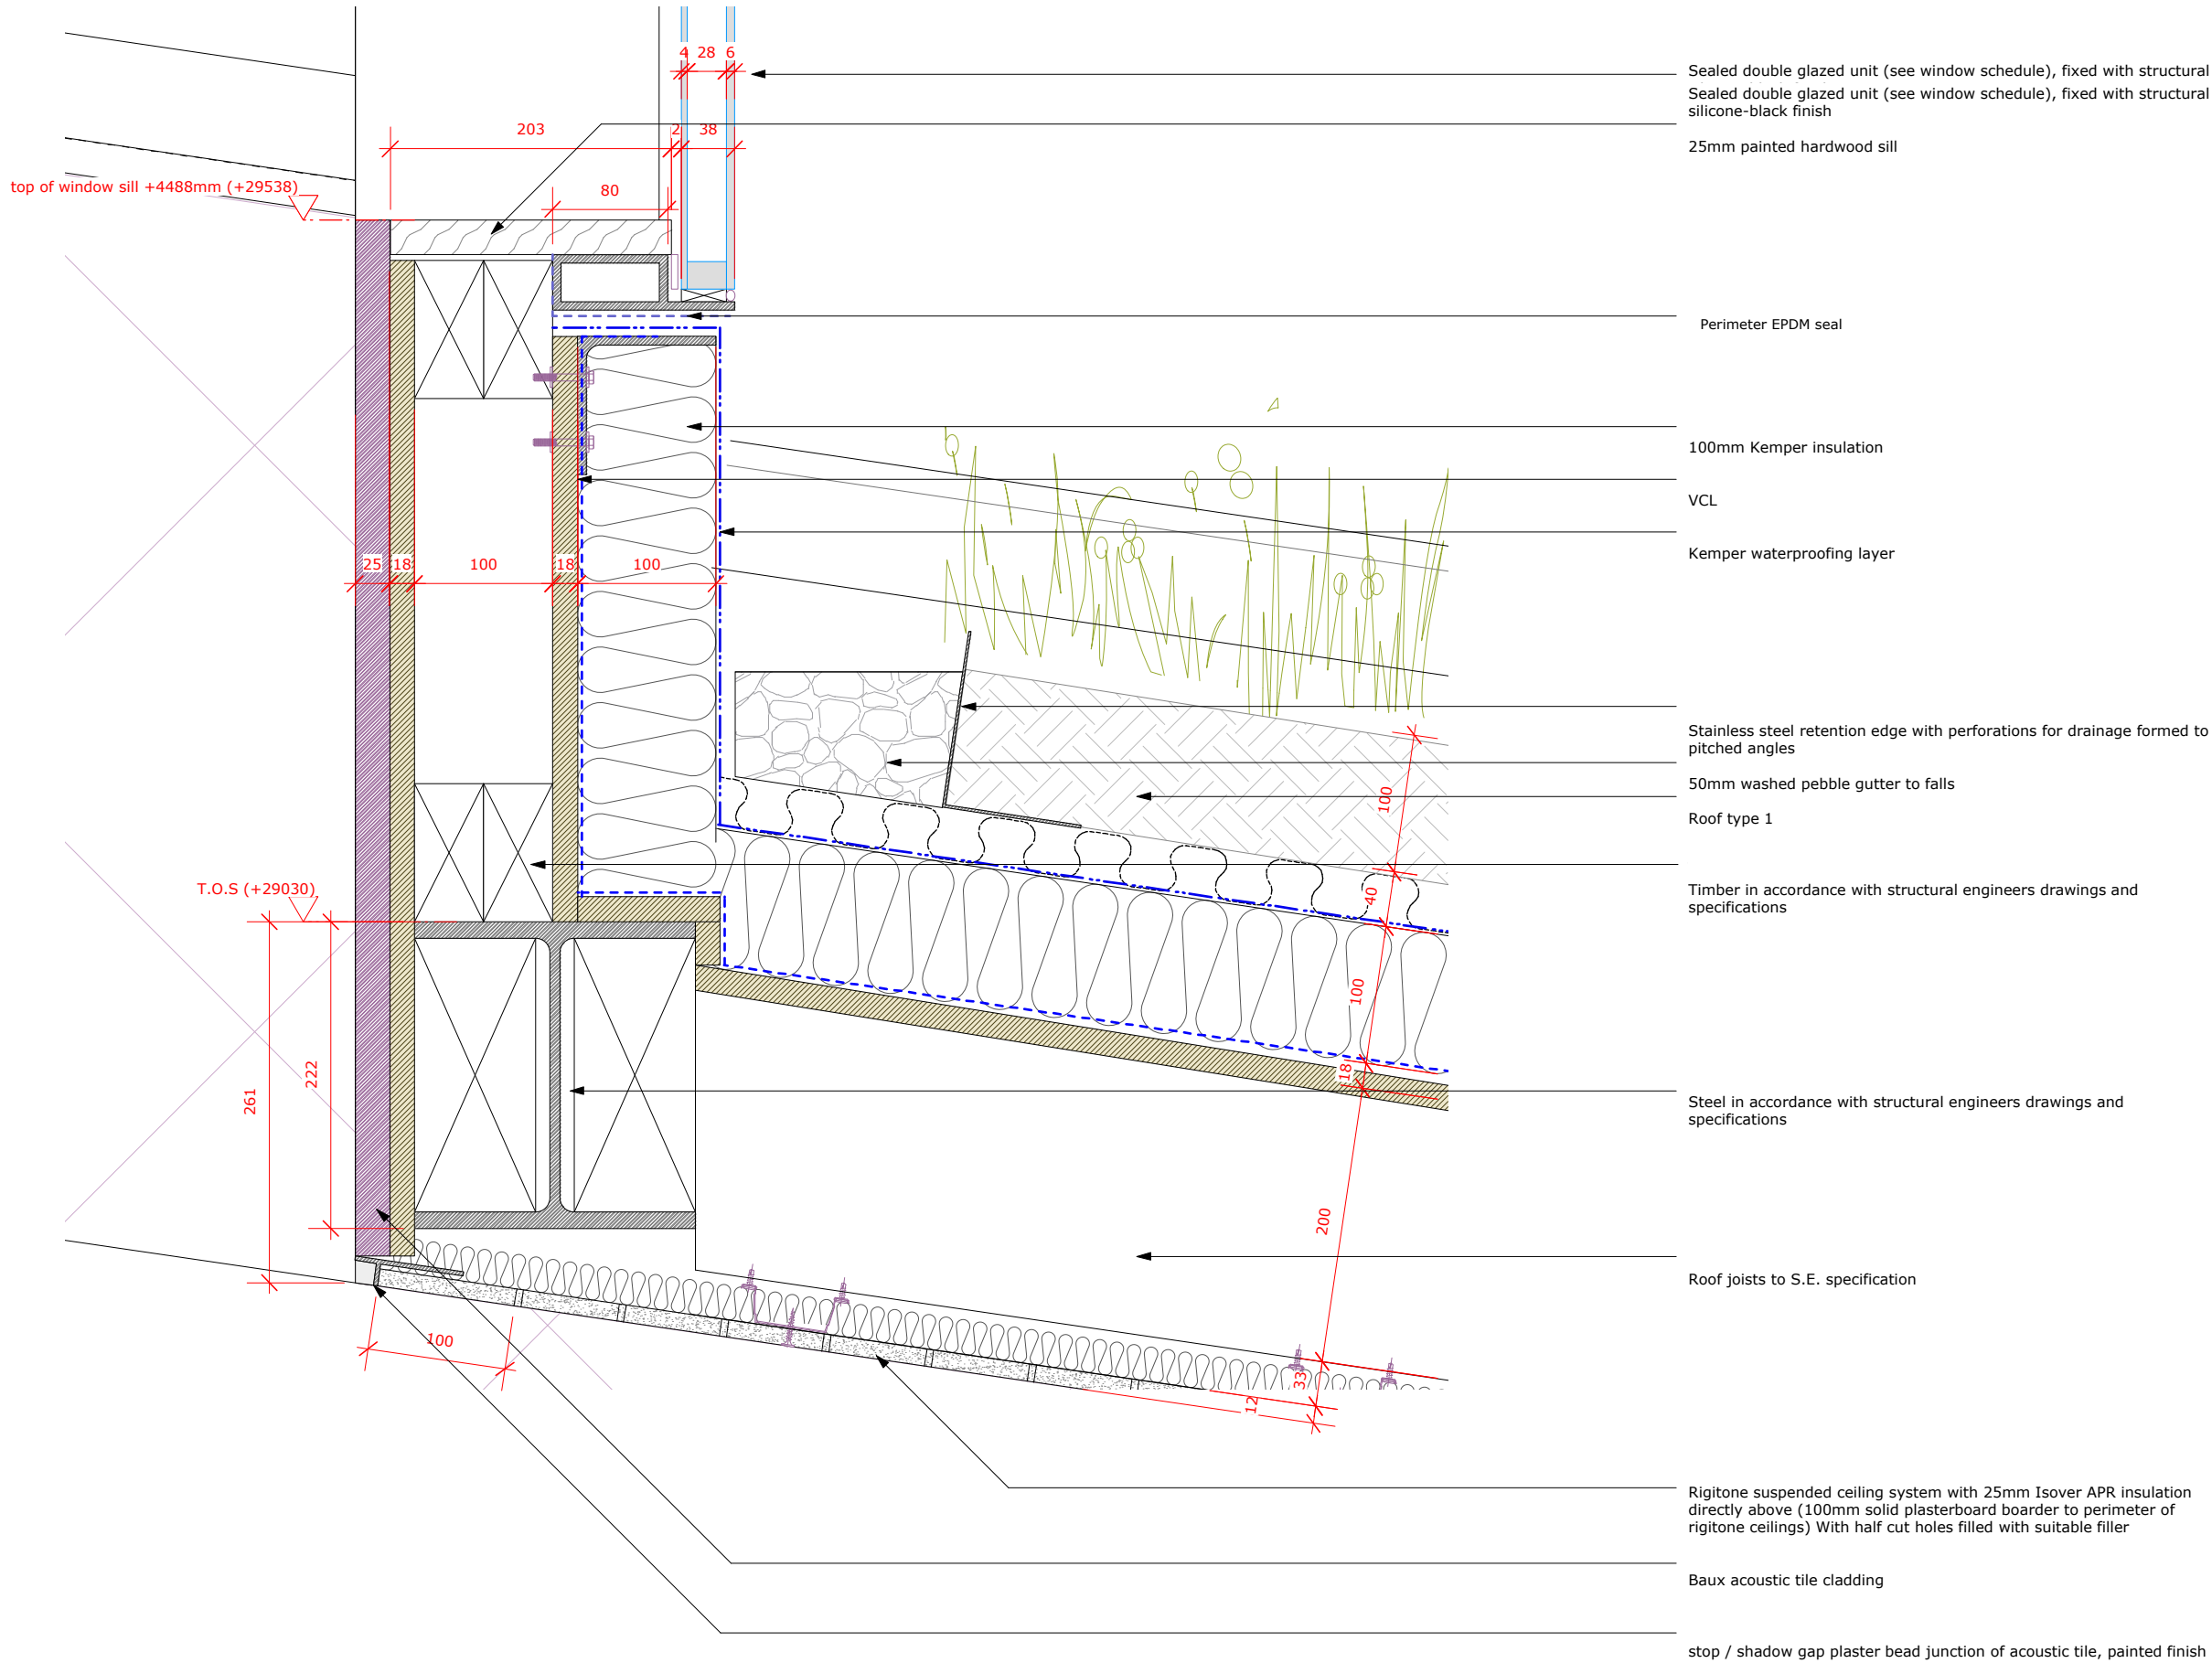 Sealed double glazed unit (see window schedule), fixed with structural
Sealed double glazed unit (see window schedule), fixed with structural
silicone-black finish
4 28 6
203 2 38
25mm painted hardwood sill
top of window sill +4488mm (+29538)
80
Perimeter EPDM seal
100mm Kemper insulation
VCL
Kemper waterproofing layer
25 18 100 18 100
Stainless steel retention edge with perforations for drainage formed to
pitched angles
50mm washed pebble gutter to falls
100
Roof type 1
T.O.S (+29030)
Timber in accordance with structural engineers drawings and
specifications
40
100
18
261
222
Steel in accordance with structural engineers drawings and
specifications
200
Roof joists to S.E. specification
100
33
12
Rigitone suspended ceiling system with 25mm Isover APR insulation
directly above (100mm solid plasterboard boarder to perimeter of
rigitone ceilings) With half cut holes filled with suitable filler
Baux acoustic tile cladding
stop / shadow gap plaster bead junction of acoustic tile, painted finish